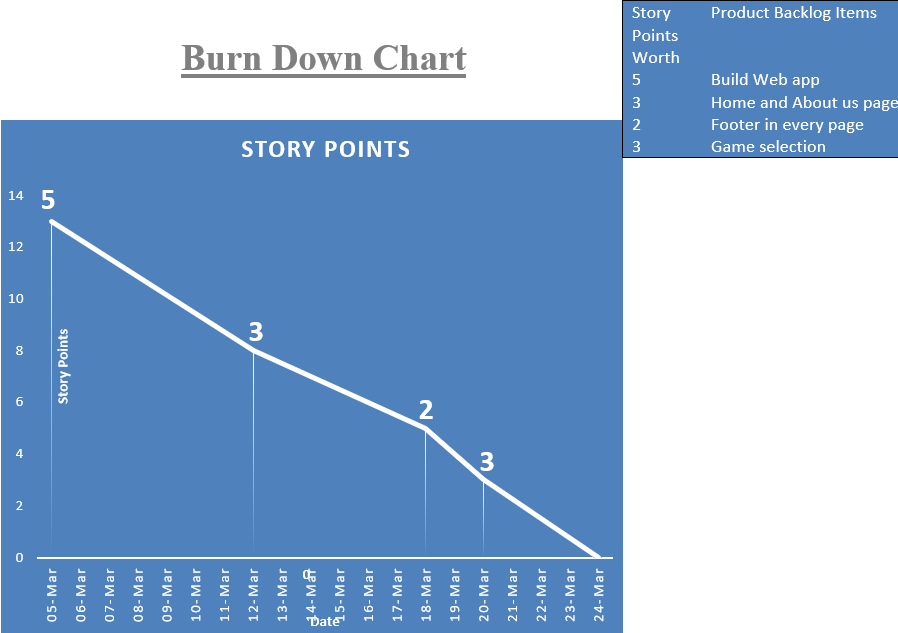 Burn Down Chart
Story Product Backlog Items
Points
Worth
5 Build Web app
3 Home and About us page
2 Footer in every page
3 Game selection
STORY POINTS
14
12
10
8
6
4
2
0
5
3
2
3
0
Story Points
05-Mar
06-Mar
07-Mar
08-Mar
09-Mar
10-Mar
11-Mar
12-Mar
13-Mar
14-Mar
15-Mar
16-Mar
17-Mar
18-Mar
19-Mar
20-Mar
21-Mar
22-Mar
23-Mar
24-Mar
Date